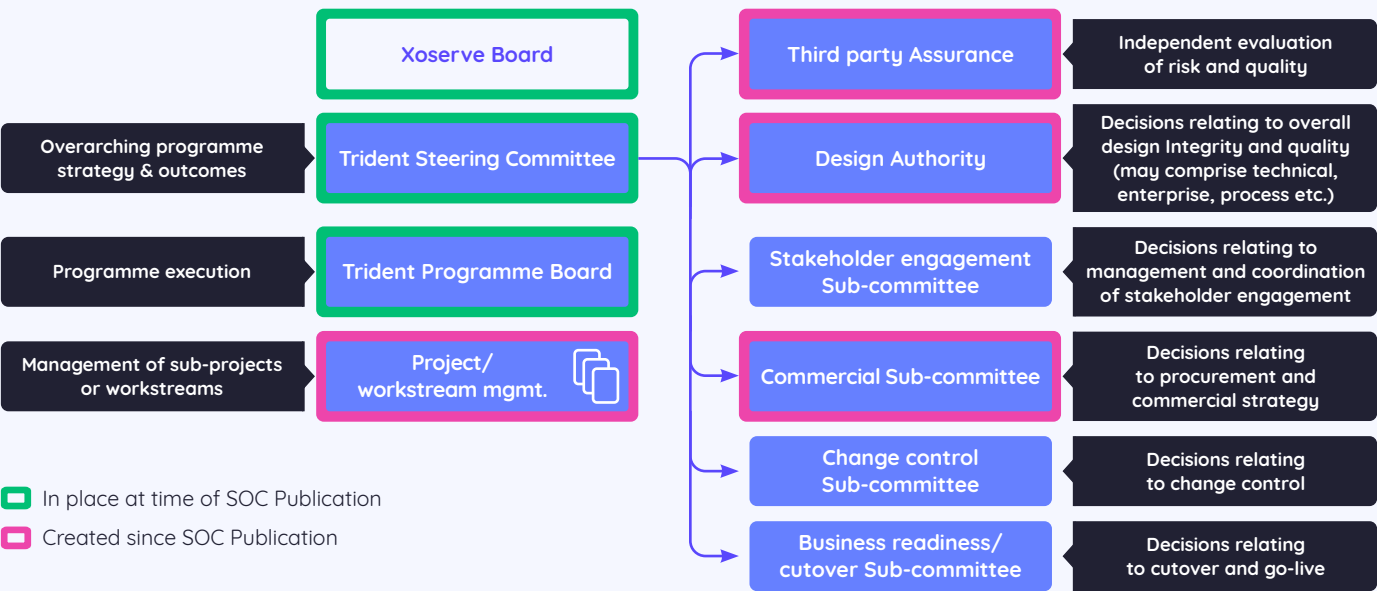 Xoserve Board
Overarching programme
strategy & outcomes
Trident Steering Committee
Programme execution
Trident Programme Board
Management of sub-projects
or workstreams
Project/
workstream mgmt.
In place at time of SOC Publication
Created since SOC Publication
Third party Assurance
Independent evaluation
of risk and quality
Design Authority
Decisions relating to overall
design Integrity and quality
(may comprise technical,
enterprise, process etc.)
Stakeholder engagement
Sub-committee
Decisions relating to
management and coordination
of stakeholder engagement
Commercial Sub-committee
Decisions relating
to procurement and
commercial strategy
Change control
Sub-committee
Decisions relating
to change control
Business readiness/
cutover Sub-committee
Decisions relating
to cutover and go-live